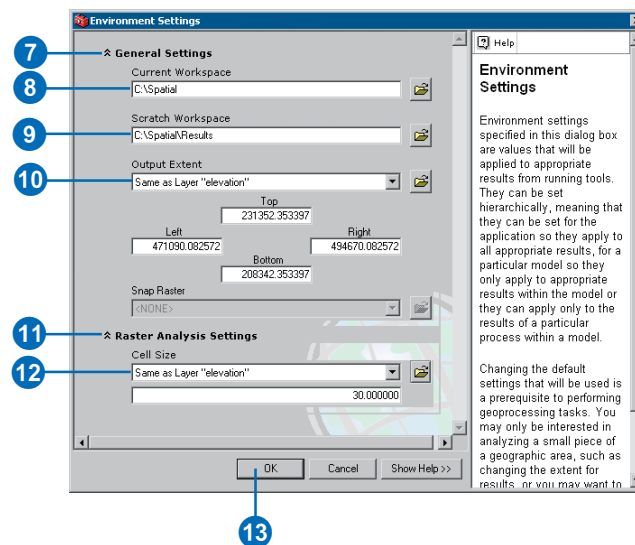 Environment Settings
7
General Settings
Current Workspace
8
C:\Spatial
Scratch Workspace
9
C:\Spatial\Results
Output Extent
10
Same as Layer "elevation"
Top
231352.353397
Left
Right
471090.082572
494670.082572
Bottom
208342.353397
Snap Raster
<NONE>
11
Raster Analysis Settings
Cell Size
12
Same as Layer "elevation"
30.000000
OK
Cancel
Show Help >>
13
Help
Environment
Settings
Environment settings
specified in this dialog box
are values that will be
applied to appropriate
results from running tools.
They can be set
hierarchically, meaning that
they can be set for the
application so they apply to
all appropriate results, for a
particular model so they
only apply to appropriate
results within the model or
they can apply only to the
results of a particular
process within a model.
Changing the default
settings that will be used is
a prerequisite to performing
geoprocessing tasks. You
may only be interested in
analyzing a small piece of
a geographic area, such as
changing the extent for
results, or you may want to